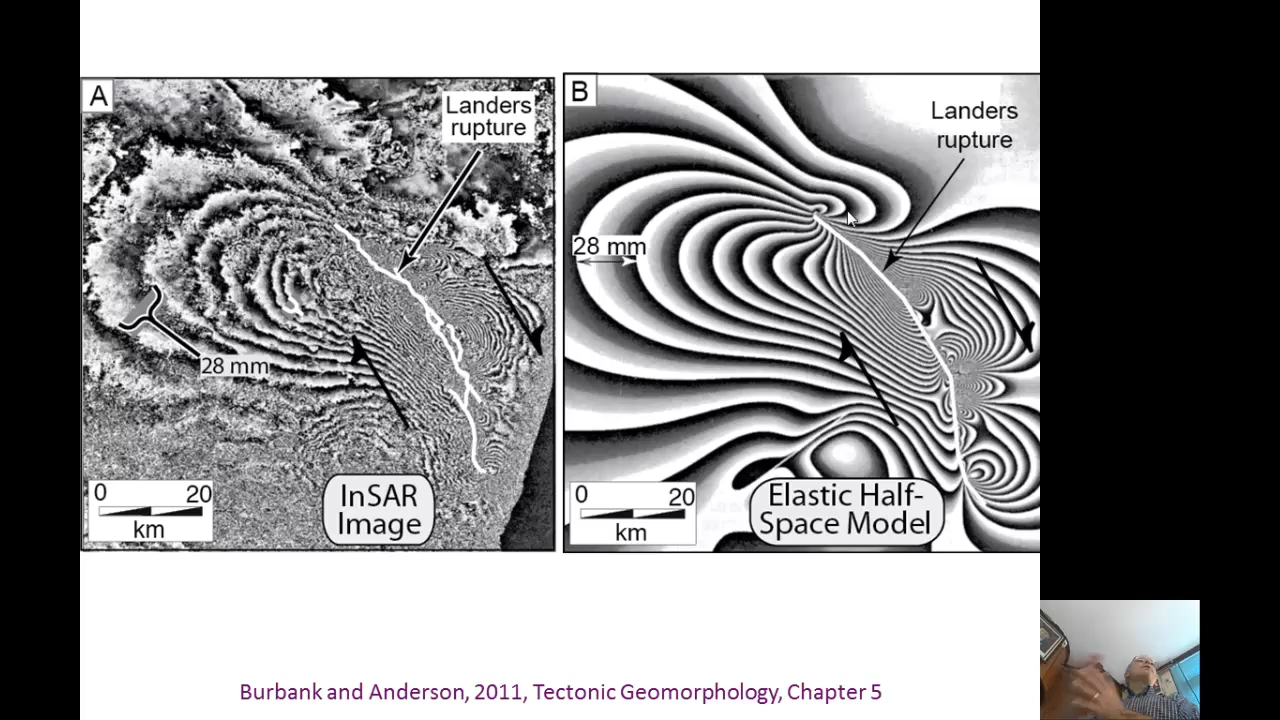 A
Landers
rupture
28 mm
0 20
km
InSAR
Image
B
Landers
rupture
28 mm
0 20
km
Elastic Half-
Space Model
Burbank and Anderson, 2011, Tectonic Geomorphology, Chapter 5